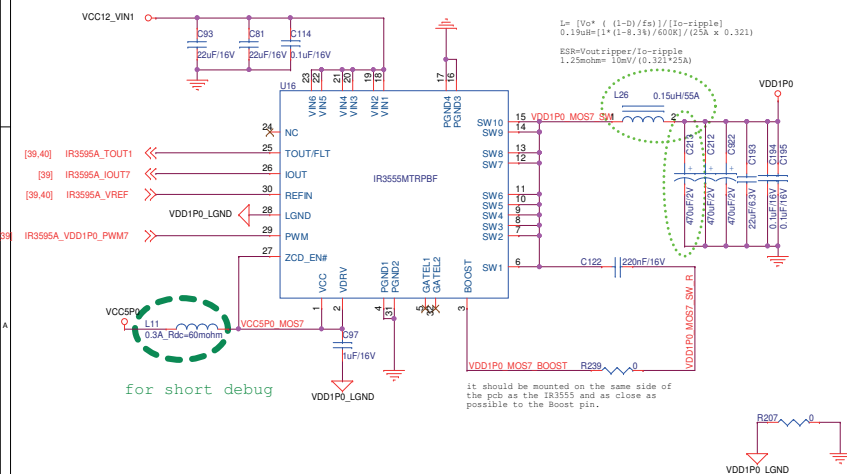 VCC12_VIN1
C93
22uF/16V
C81
22uF/16V
C114
0.1uF/16V
L= [Vo* ( (1-D)/fs)]/[Io-ripple]
0.19uH=[1*(1-8.3%)/600K]/(25A x 0.321)
ESR=Voutripper/Io-ripple
1.25mohm= 10mV/(0.321*25A)
VDD1P0
L26 0.15uH/55A
U16
23 22 21 20 19 18
VIN6 VIN5 VIN4 VIN3 VIN2 VIN1
17 16
PGND4 PGND3
24 NC
25 TOUT/FLT
26 IOUT
30 REFIN
28 LGND
29 PWM
27 ZCD_EN#
IR3555MTRPBF
SW10 15 VDD1P0_MOS7_SW 1 2
SW9 14
SW8 13
SW7 12
SW6 11
SW5 10
SW4 9
SW3 8
SW2 7
SW1 6
[39,40] IR3595A_TOUT1
[39] IR3595A_IOUT7
[39,40] IR3595A_VREF
VDD1P0_LGND
39] IR3595A_VDD1_PWM7
C213
470uF/2V
C212
470uF/2V
C922
470uF/2V
C193
22uF/6.3V
C194
0.1uF/16V
C195
0.1uF/16V
C122 220nF/16V
VCC VDRV PGND1 PGND2 GATEL1 GATEL2 BOOST
1 2 4 31 5 3
VCC5P0
L11
0.3A_Rdc=60mohm
VCC5P0_MOS7
C97
1uF/16V
VDD1P0_LGND
for short debug
VDD1P0_MOS7_SW_R
VDD1P0_MOS7_BOOST R239 0
it should be mounted on the same side of
the pcb as the IR3555 and as close as
possible to the Boost pin.
A
R207 0
VDD1P0_LGND